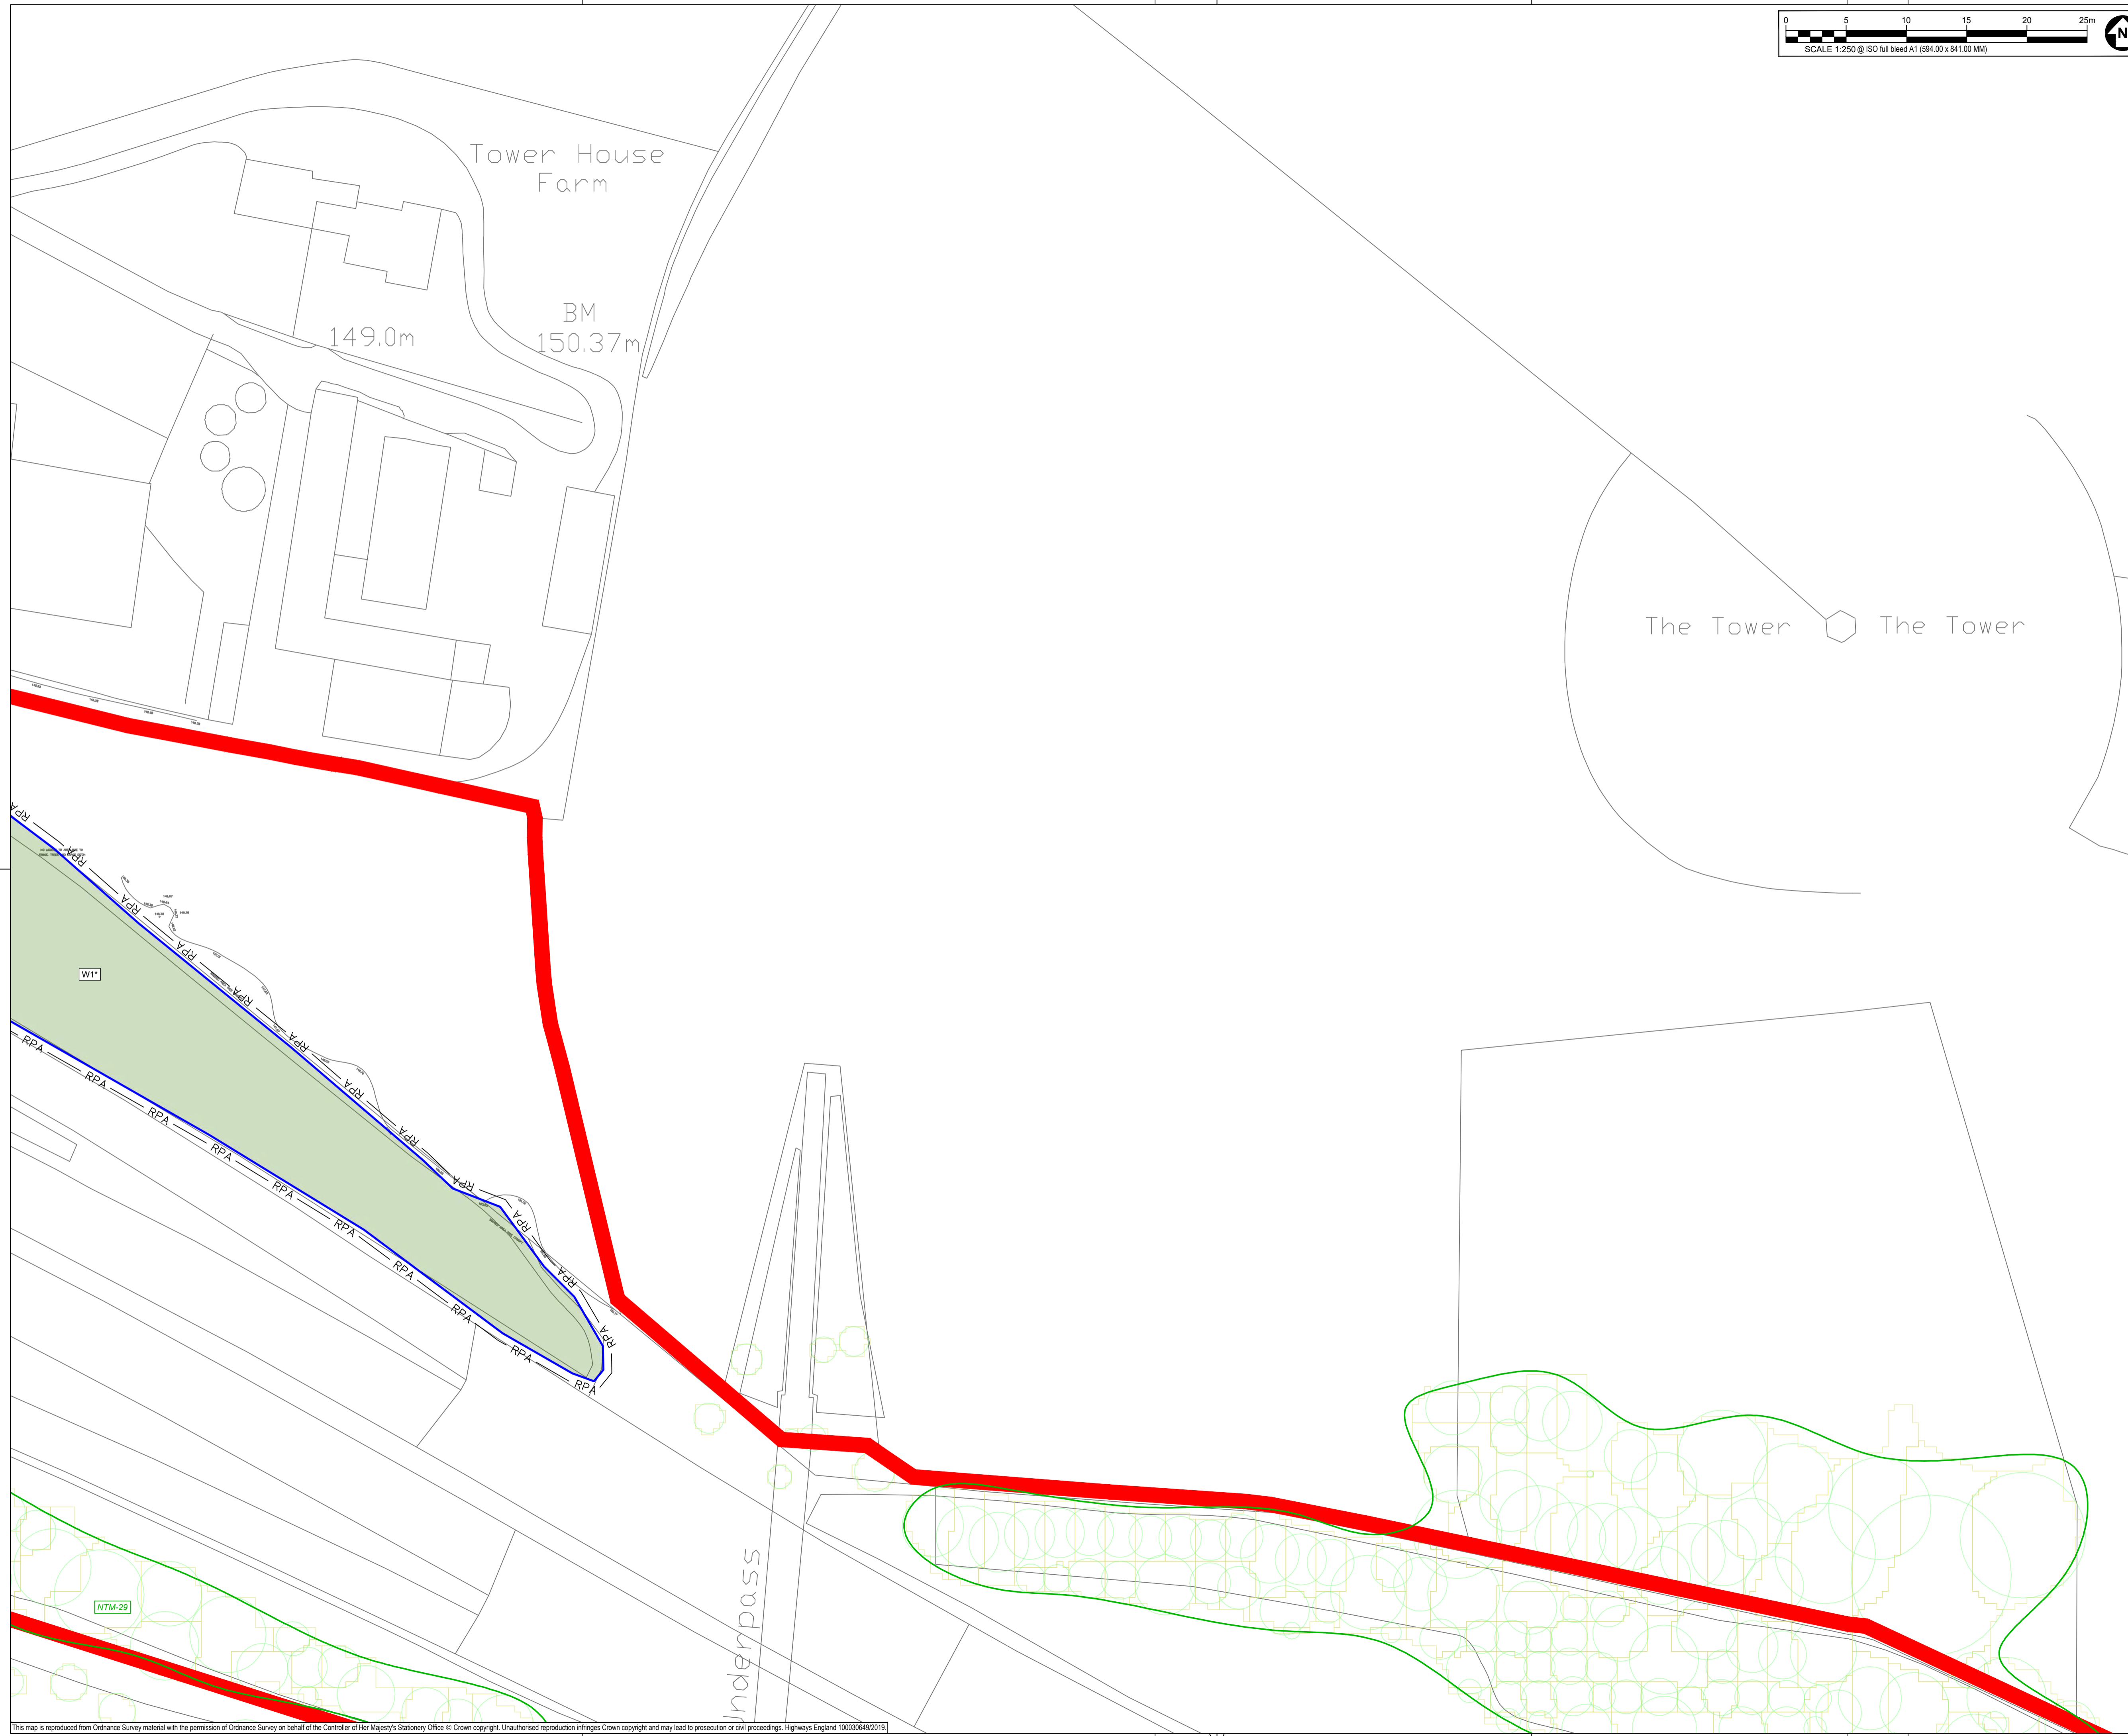 0 5 10 15 20 25m
SCALE 1:250 @ ISO full bleed A1 (594.00 x 841.00 MM)
N
Tower House
Farm
BM
150.37m
149.0m
The Tower
The Tower
RPA
RPA
RPA
RPA
RPA
RPA
RPA
RPA
RPA
RPA
RPA
RPA
W1*
RPA
RPA
RPA
RPA
RPA
RPA
RPA
RPA
RPA
RPA
NTM-29
nderpass
This map is reproduced from Ordnance Survey material with the permission of Ordnance Survey on behalf of the Controller of Her Majesty's Stationery Office © Crown copyright. Unauthorised reproduction infringes Crown copyright and may lead to prosecution or civil proceedings. Highways England 100030649/2019.